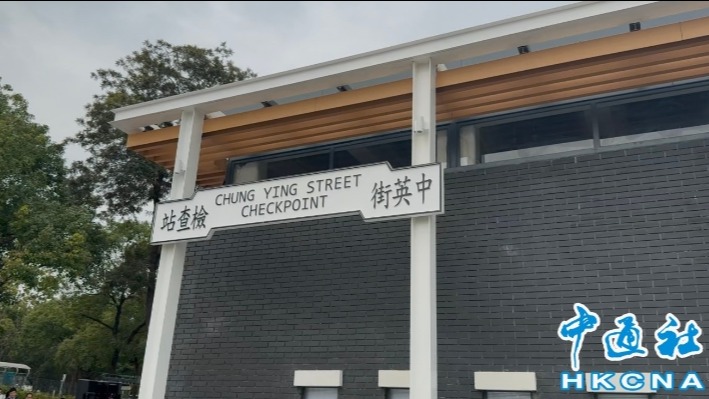 中英街
CHUNG YING STREET
CHECKPOINT
檢查站
中通社
HKCNA